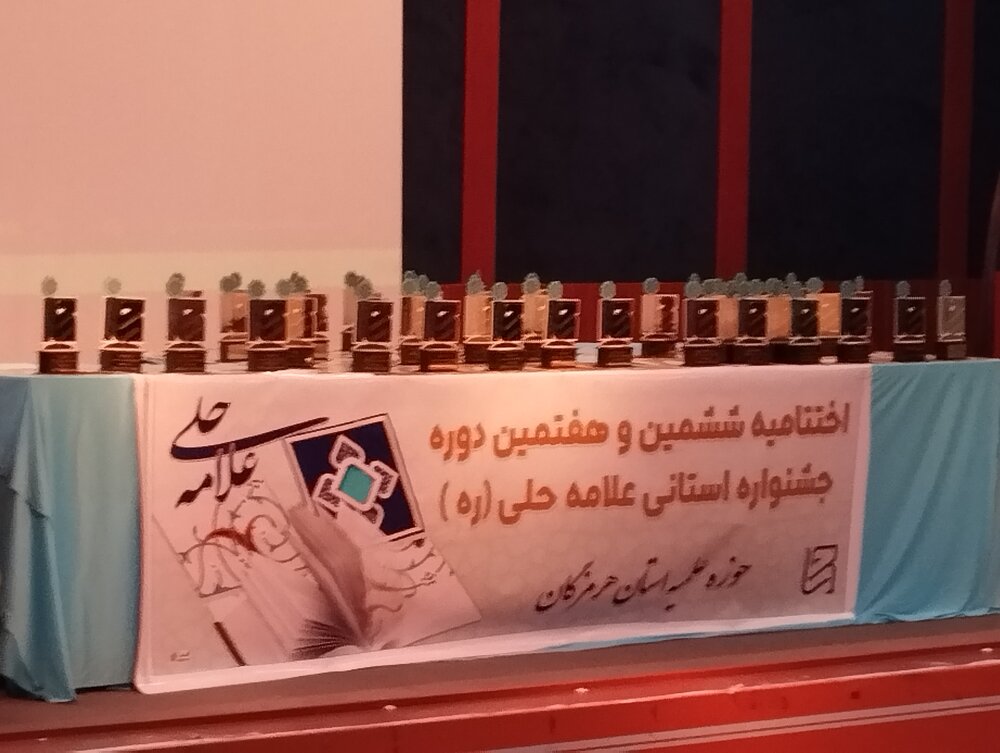 اختتامیه ششمین و هفتمین دوره
جشنواره استانی علامه حلی (ره)
حوزه علمیه استان هرمزگان
علامه حلی